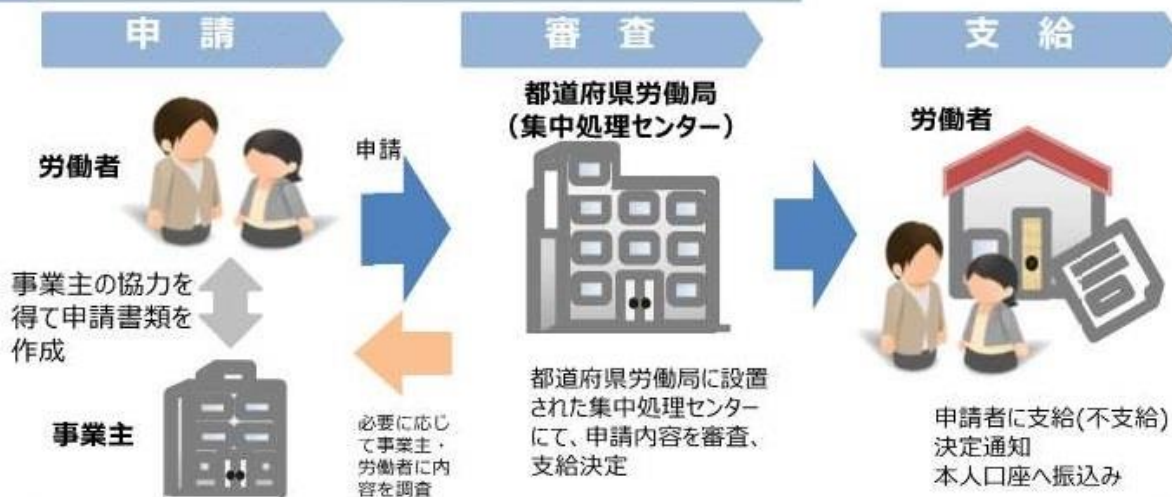 申 請
審 査
支 給
労働者
申請
事業主の協力を
得て申請書類を
作成
事業主
必要に応じ
て事業主・
労働者に内
容を調査
都道府県労働局
（集中処理センター）
都道府県労働局に設置
された集中処理センター
にて、申請内容を審査、
支給決定
労働者
申請者に支給(不支給)
決定通知
本人口座へ振込み